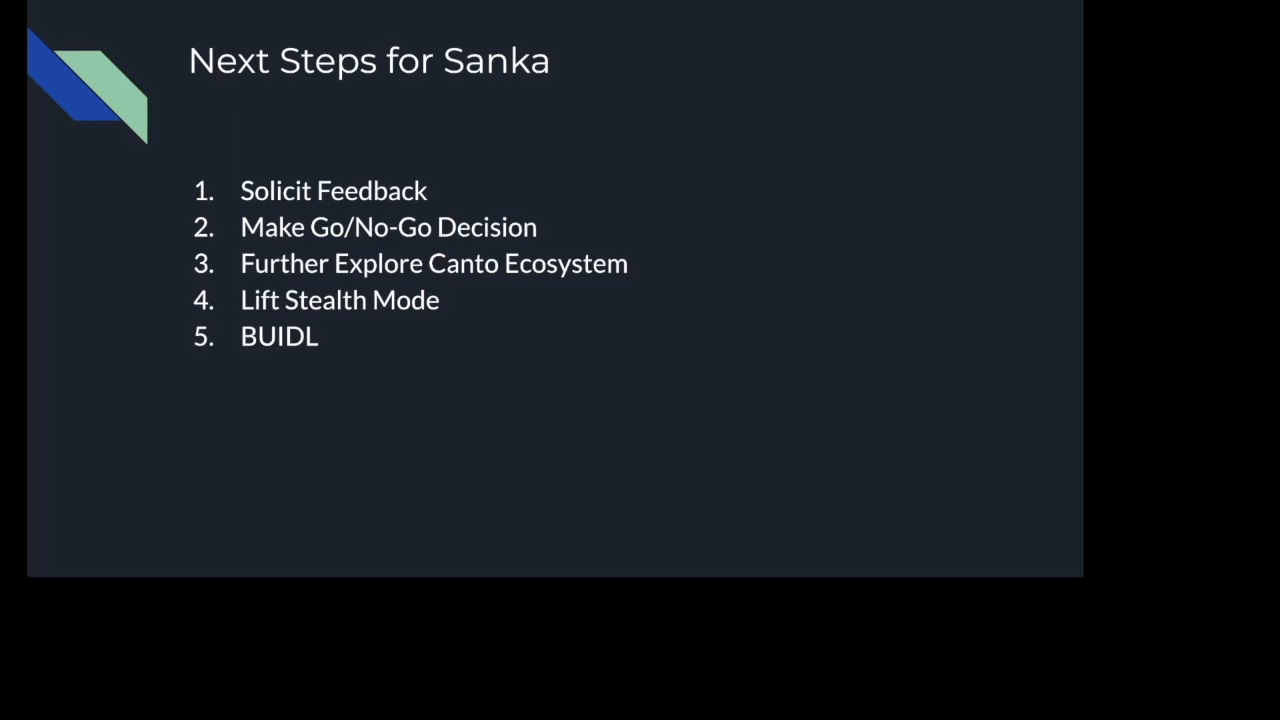 Next Steps for Sanka
1. Solicit Feedback
2. Make Go/No-Go Decision
3. Further Explore Canto Ecosystem
4. Lift Stealth Mode
5. BUIDL